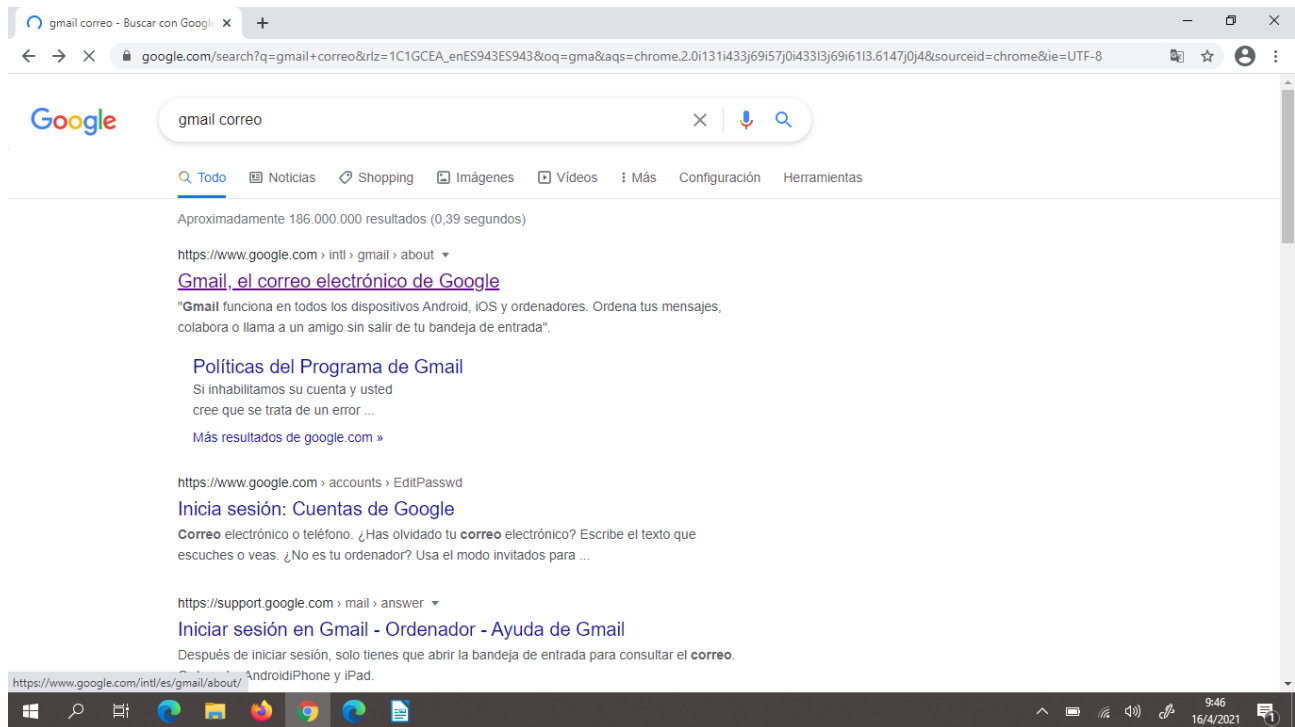 gmail correo - Buscar con Googl
google.com/search?q=gmail+correo&rlz=1C1GCEA_enES943ES943&oq=gma&aqs=chrome.2.0i131i433j69i57j0i433l3j69i61l3.6147j0j4&sourceid=chrome&ie=UTF-8
Google
gmail correo
Todo Noticias Shopping Imágenes Vídeos Más Configuración Herramientas
Aproximadamente 186.000.000 resultados (0,39 segundos)
https://www.google.com › intl › gmail › about
Gmail, el correo electrónico de Google
"Gmail funciona en todos los dispositivos Android, iOS y ordenadores. Ordena tus mensajes,
colabora o llama a un amigo sin salir de tu bandeja de entrada".
Políticas del Programa de Gmail
Si inhabilitamos su cuenta y usted
cree que se trata de un error ...
Más resultados de google.com »
https://www.google.com › accounts › EditPasswd
Inicia sesión: Cuentas de Google
Correo electrónico o teléfono. ¿Has olvidado tu correo electrónico? Escribe el texto que
escuches o veas. ¿No es tu ordenador? Usa el modo invitados para ...
https://support.google.com › mail › answer
Iniciar sesión en Gmail - Ordenador - Ayuda de Gmail
Después de iniciar sesión, solo tienes que abrir la bandeja de entrada para consultar el correo.
AndroidiPhone y iPad.
https://www.google.com/intl/es/gmail/about/
9:46
16/4/2021
1